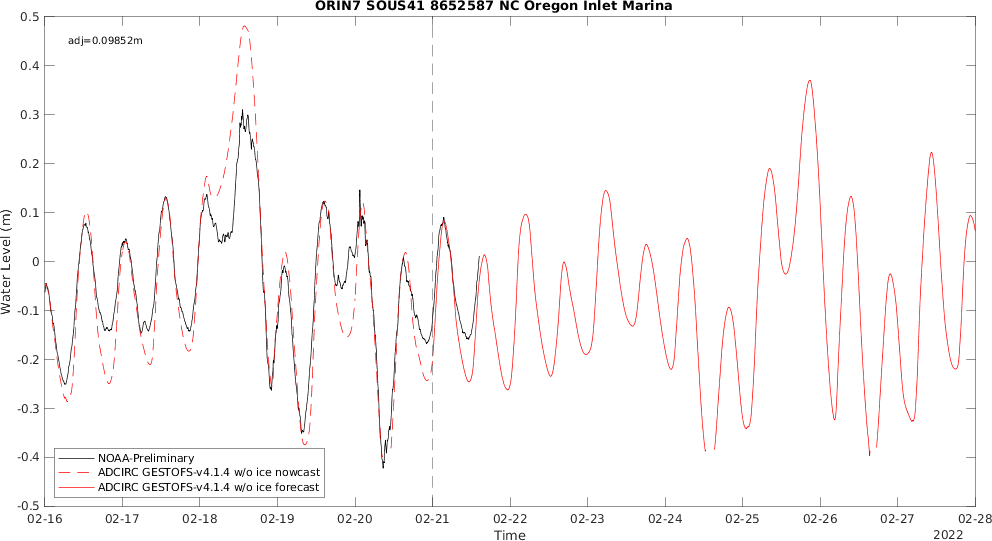 ORIN7 SOUS41 8652587 NC Oregon Inlet Marina
adj=0.09852m
0.5
0.4
0.3
0.2
0.1
0
-0.1
-0.2
-0.3
-0.4
-0.5
Water Level (m)
NOAA-Preliminary
ADCIRC GESTOFS-v4.1.4 w/o ice nowcast
ADCIRC GESTOFS-v4.1.4 w/o ice forecast
02-16 02-17 02-18 02-19 02-20 02-21 02-22 02-23 02-24 02-25 02-26 02-27 02-28
Time
2022